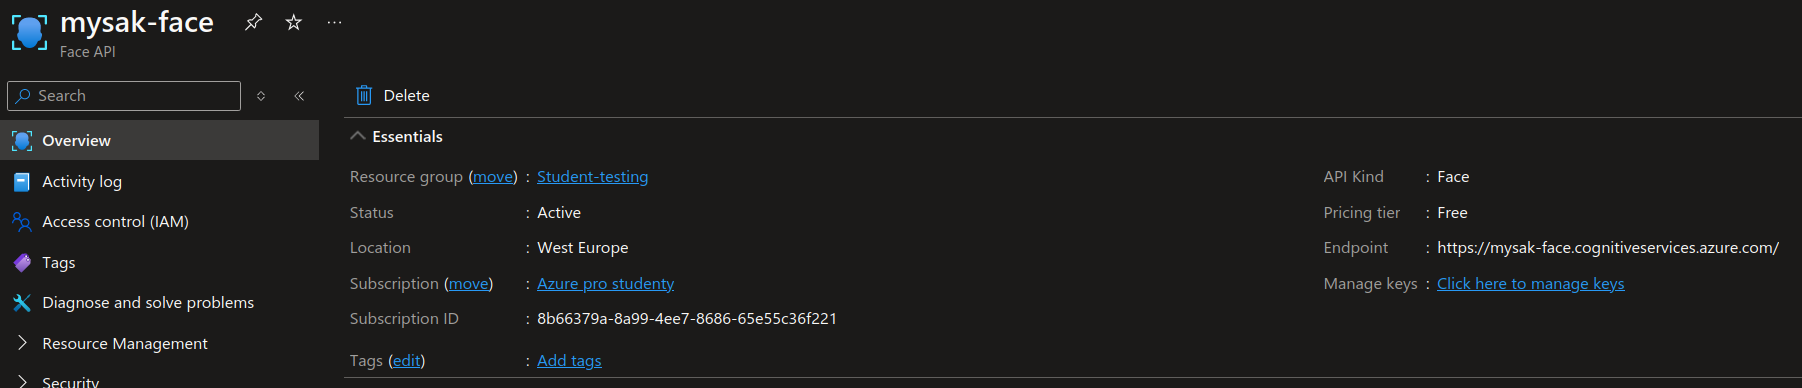 mysak-face
Face API
Search
Overview
Activity log
Access control (IAM)
Tags
Diagnose and solve problems
Resource Management
Security
Delete
Essentials
Resource group (move) : Student-testing
Status : Active
Location : West Europe
Subscription (move) : Azure pro studenty
Subscription ID : 8b66379a-8a99-4ee7-8686-65e55c36f221
Tags (edit) : Add tags
API Kind : Face
Pricing tier : Free
Endpoint : https://mysak-face.cognitiveservices.azure.com/
Manage keys : Click here to manage keys